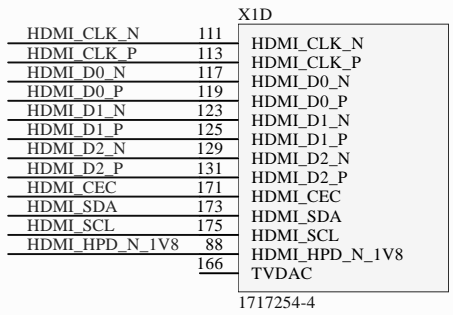 X1D
HDMI_CLK_N 111 HDMI_CLK_N
HDMI_CLK_P 113 HDMI_CLK_P
HDMI_D0_N 117 HDMI_D0_N
HDMI_D0_P 119 HDMI_D0_P
HDMI_D1_N 123 HDMI_D1_N
HDMI_D1_P 125 HDMI_D1_P
HDMI_D2_N 129 HDMI_D2_N
HDMI_D2_P 131 HDMI_D2_P
HDMI_CEC 171 HDMI_CEC
HDMI_SDA 173 HDMI_SDA
HDMI_SCL 175 HDMI_SCL
HDMI_HPD_N_1V8 88 HDMI_HPD_N_1V8
166 TVDAC
1717254-4